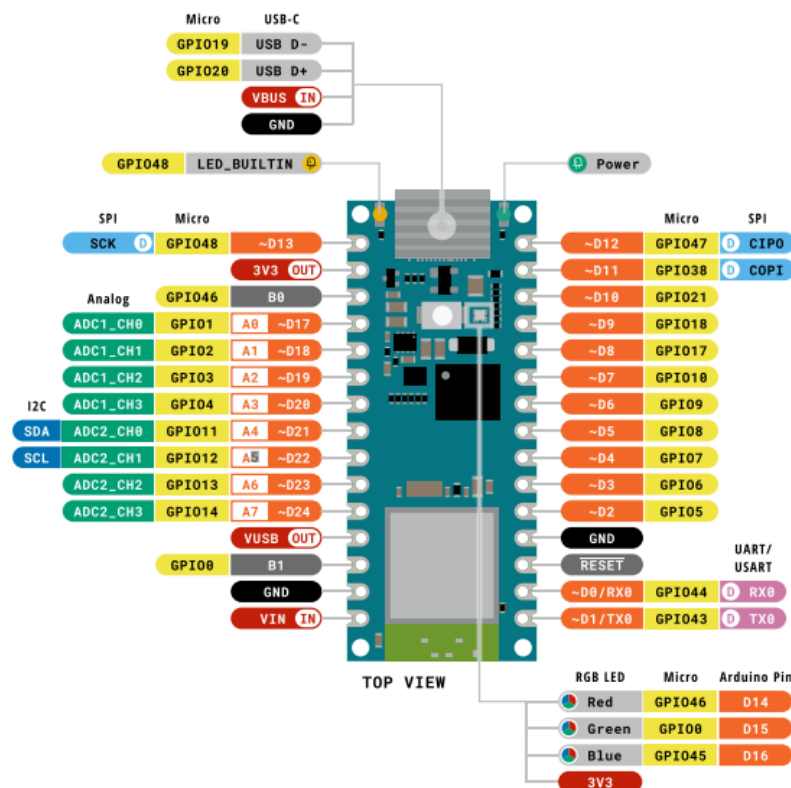 Micro USB-C
GPIO19 USB D-
GPIO20 USB D+
VBUS IN
GND
GPIO48 LED_BUILTIN
Power
SPI Micro
SCK D GPIO48 ~D13
3V3 OUT
GPIO46 B0
Analog
ADC1_CH0 GPIO1 A0 ~D17
ADC1_CH1 GPIO2 A1 ~D18
ADC1_CH2 GPIO3 A2 ~D19
ADC1_CH3 GPIO4 A3 ~D20
I2C
SDA ADC2_CH0 GPIO11 A4 ~D21
SCL ADC2_CH1 GPIO12 A5 ~D22
ADC2_CH2 GPIO13 A6 ~D23
ADC2_CH3 GPIO14 A7 ~D24
VUSB OUT
GPIO0 B1
GND
VIN IN
Micro SPI
~D12 GPIO47 D CIPO
~D11 GPIO38 D COPI
~D10 GPIO21
~D9 GPIO18
~D8 GPIO17
~D7 GPIO10
~D6 GPIO9
~D5 GPIO8
~D4 GPIO7
~D3 GPIO6
~D2 GPIO5
GND
RESET
UART/
USART
~D0/RX0 GPIO44 D RX0
~D1/TX0 GPIO43 D TX0
TOP VIEW
RGB LED Micro Arduino Pin
Red GPIO46 D14
Green GPIO0 D15
Blue GPIO45 D16
3V3